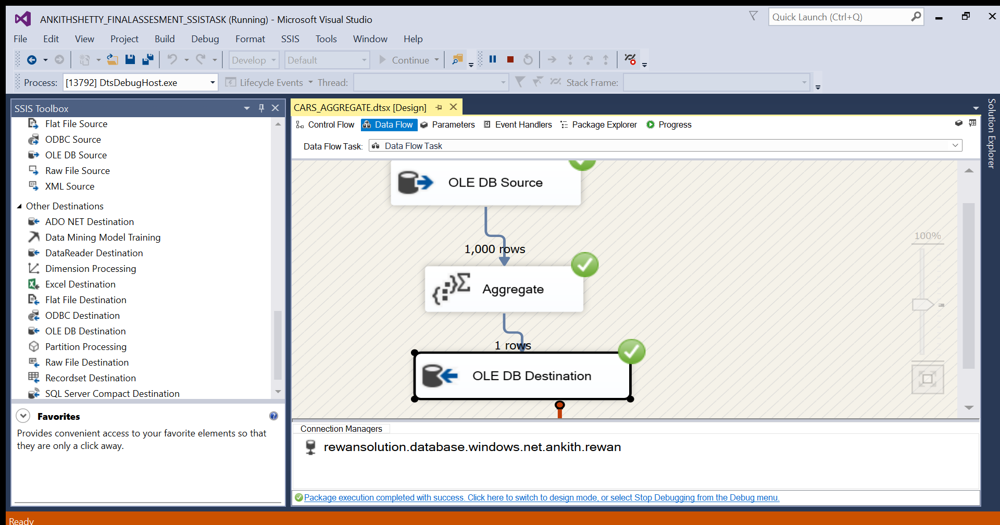 ANKITHSHETTY_FINALASSESMENT_SSISTASK (Running) - Microsoft Visual Studio
Quick Launch (Ctrl+Q)
File Edit View Project Build Debug Format SSIS Tools Window Help
Develop Default Continue
Process: [13792] DtsDebugHost.exe Lifecycle Events Thread: Stack Frame:
SSIS Toolbox
Flat File Source
ODBC Source
OLE DB Source
Raw File Source
XML Source
Other Destinations
ADO NET Destination
Data Mining Model Training
DataReader Destination
Dimension Processing
Excel Destination
Flat File Destination
ODBC Destination
OLE DB Destination
Partition Processing
Raw File Destination
Recordset Destination
SQL Server Compact Destination
Favorites
Provides convenient access to your favorite elements so that
they are only a click away.
CARS_AGGREGATE.dtsx [Design]
Control Flow Data Flow Parameters Event Handlers Package Explorer Progress
Data Flow Task: Data Flow Task
OLE DB Source
1,000 rows
Aggregate
1 rows
OLE DB Destination
100%
Connection Managers
rewansolution.database.windows.net.ankith.rewan
Package execution completed with success. Click here to switch to design mode, or select Stop Debugging from the Debug menu.
Solution Explorer
Ready